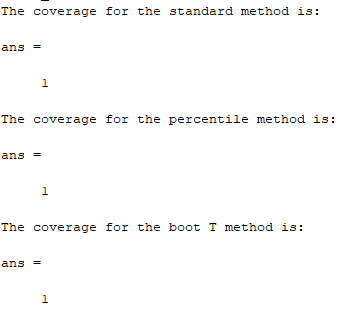 The coverage for the standard method is:
ans =
1
The coverage for the percentile method is:
ans =
1
The coverage for the boot T method is:
ans =
1